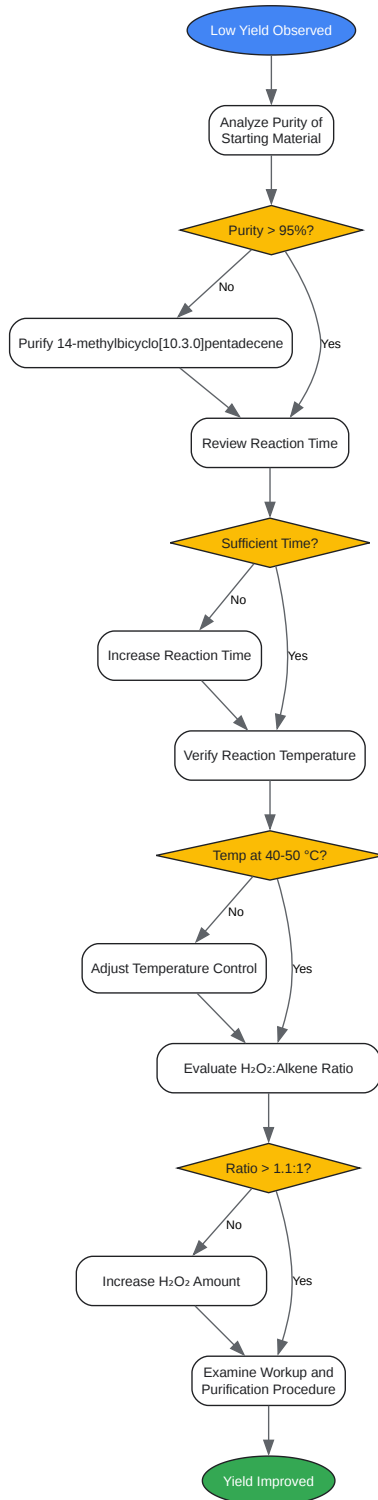 Low Yield Observed
Analyze Purity of
Starting Material
Purity > 95%?
No
Purify 14-methylbicyclo[10.3.0]pentadecene
Yes
Review Reaction Time
Sufficient Time?
No
Increase Reaction Time
Yes
Verify Reaction Temperature
Temp at 40-50 °C?
No
Adjust Temperature Control
Yes
Evaluate H₂O₂:Alkene Ratio
Ratio > 1.1:1?
No
Increase H₂O₂ Amount
Yes
Examine Workup and
Purification Procedure
Yield Improved